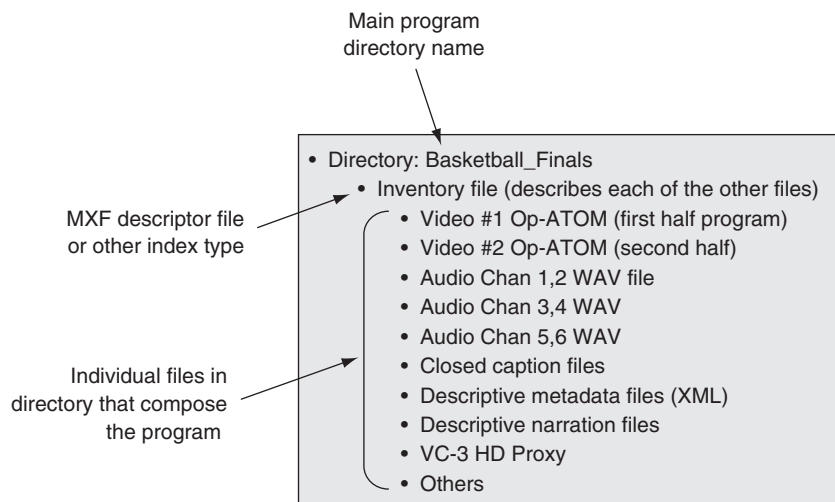 Main program
directory name
• Directory: Basketball_Finals
• Inventory file (describes each of the other files)
MXF descriptor file
or other index type
• Video #1 Op-ATOM (first half program)
• Video #2 Op-ATOM (second half)
• Audio Chan 1,2 WAV file
• Audio Chan 3,4 WAV
• Audio Chan 5,6 WAV
• Closed caption files
• Descriptive metadata files (XML)
• Descriptive narration files
• VC-3 HD Proxy
• Others
Individual files in
directory that compose
the program